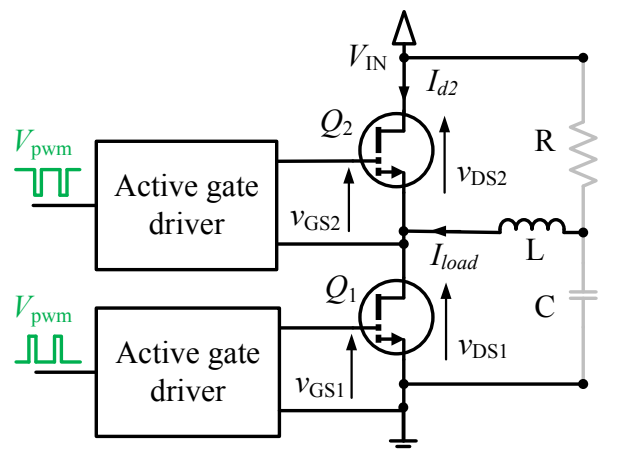 V_IN
I_d2
Q_2
R
V_pwm
Active gate
driver
v_DS2
v_GS2
I_load
L
Q_1
V_pwm
C
Active gate
driver
v_DS1
v_GS1